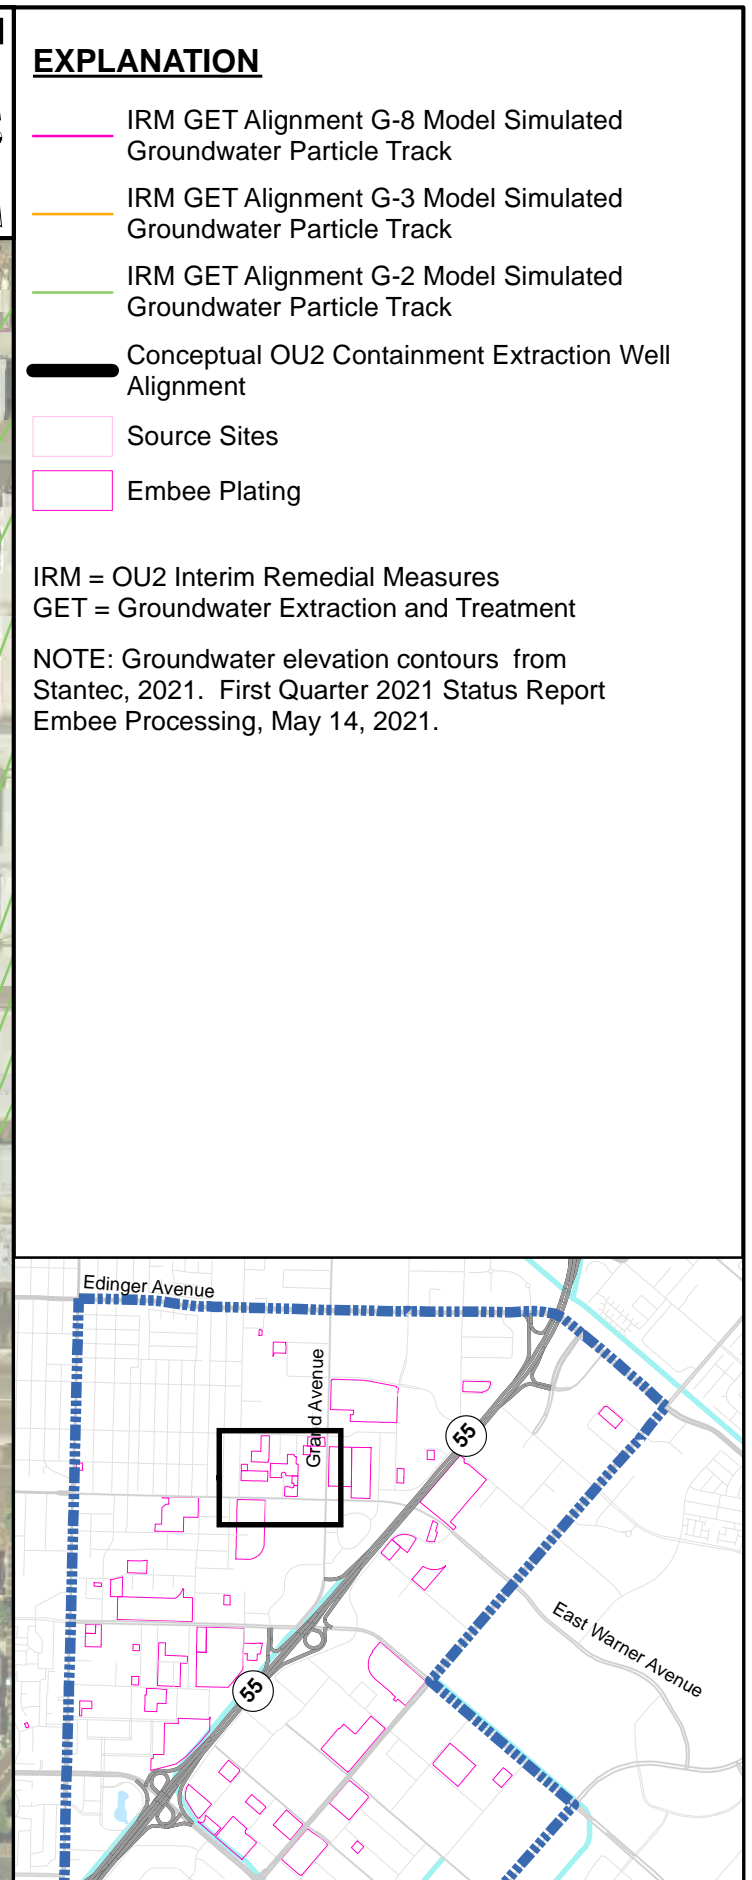 EXPLANATION
IRM GET Alignment G-8 Model Simulated
Groundwater Particle Track
IRM GET Alignment G-3 Model Simulated
Groundwater Particle Track
IRM GET Alignment G-2 Model Simulated
Groundwater Particle Track
Conceptual OU2 Containment Extraction Well
Alignment
Source Sites
Embee Plating
IRM = OU2 Interim Remedial Measures
GET = Groundwater Extraction and Treatment
NOTE: Groundwater elevation contours from
Stantec, 2021. First Quarter 2021 Status Report
Embee Processing, May 14, 2021.
Edinger Avenue
Grand Avenue
55
East Warner Avenue
55